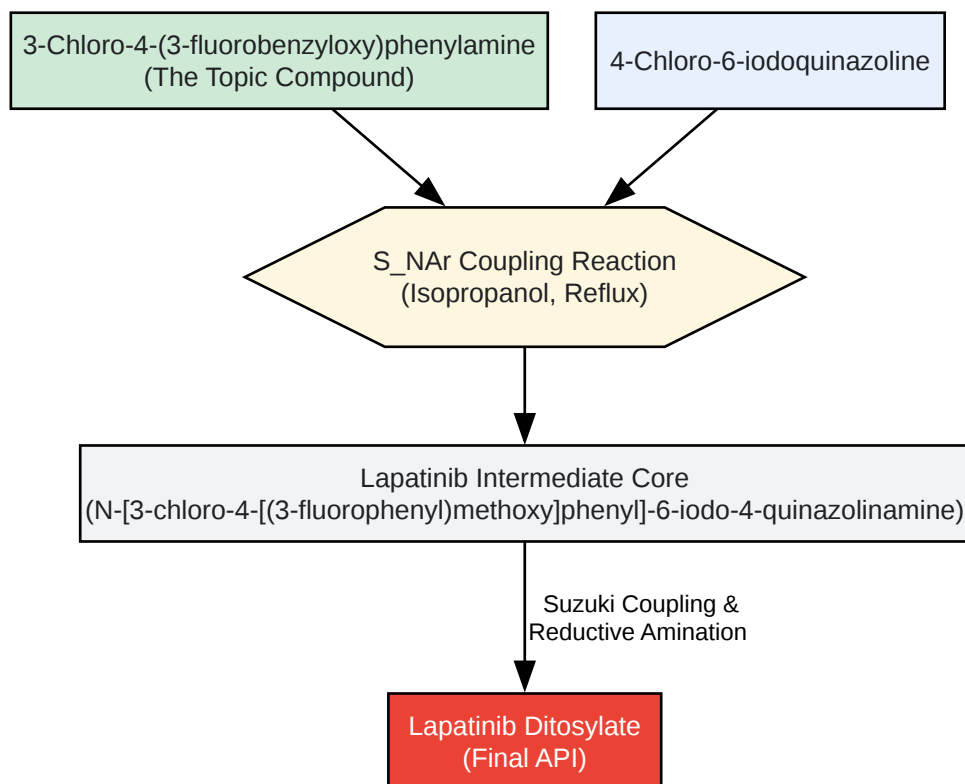 3-Chloro-4-(3-fluorobenzyloxy)phenylamine
(The Topic Compound)
4-Chloro-6-iodoquinazoline
S_NAr Coupling Reaction
(Isopropanol, Reflux)
Lapatinib Intermediate Core
(N-[3-chloro-4-[(3-fluorophenyl)methoxy]phenyl]-6-iodo-4-quinazolinamine)
Suzuki Coupling &
Reductive Amination
Lapatinib Ditosylate
(Final API)